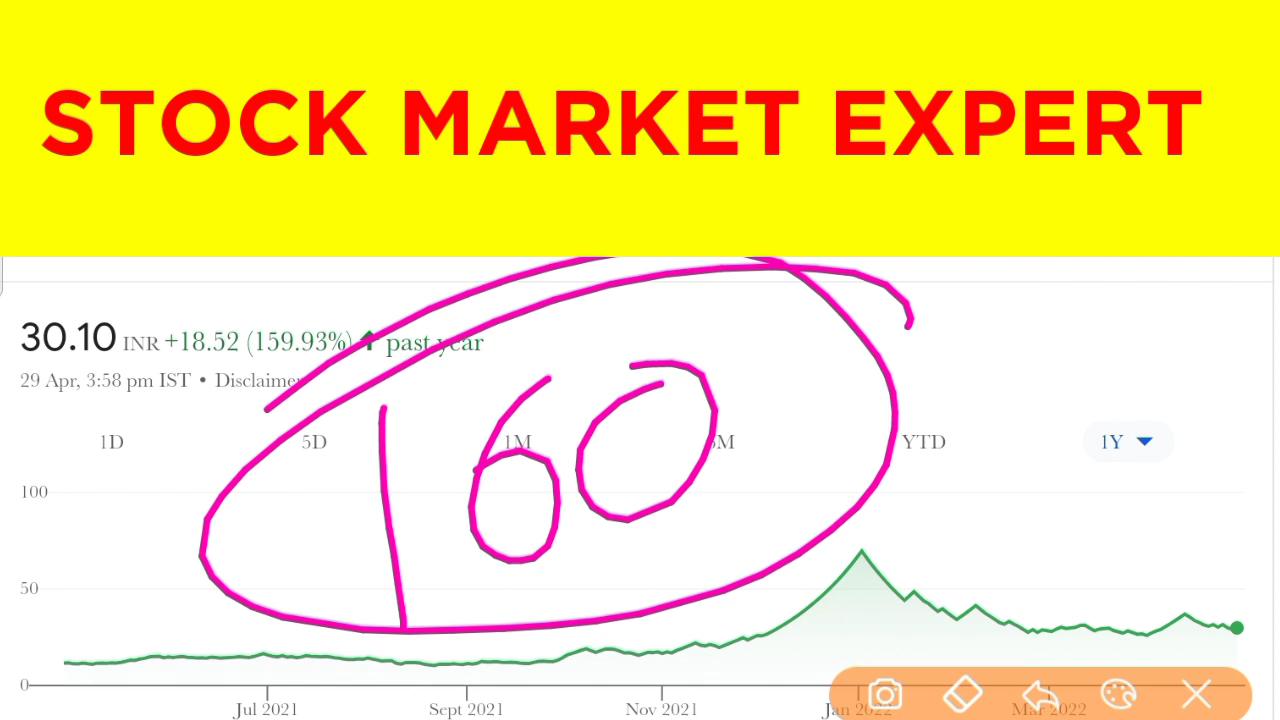 STOCK MARKET EXPERT
30.10 INR +18.52 (159.93%) past year
29 Apr, 3:58 pm IST •
160
1D 5D 1M YTD 1Y
100
50
0
Jul 2021 Sept 2021 Nov 2021 Jan 2022 Mar 2022